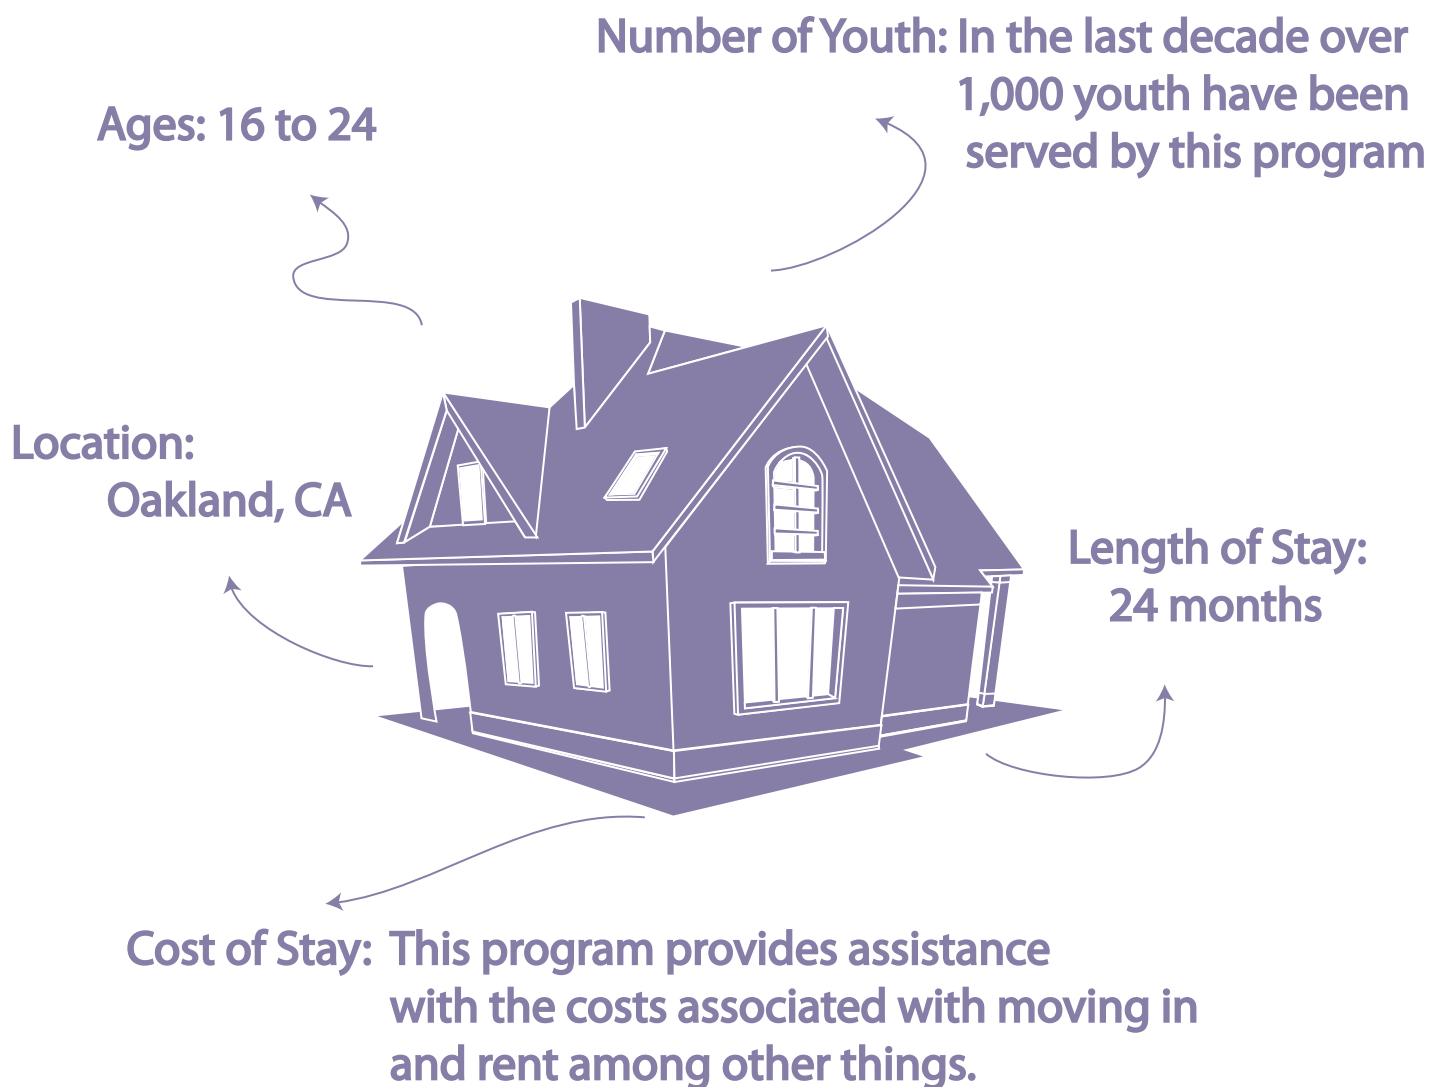 Number of Youth: In the last decade over
1,000 youth have been
served by this program
Ages: 16 to 24
Location:
Oakland, CA
Length of Stay:
24 months
Cost of Stay: This program provides assistance
with the costs associated with moving in
and rent among other things.